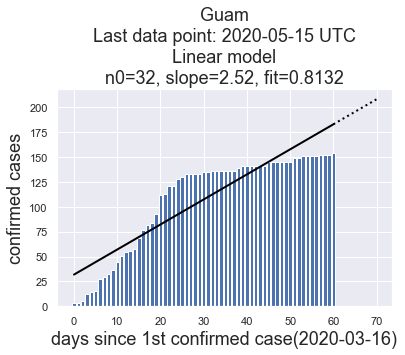 Guam
Last data point: 2020-05-15 UTC
Linear model
n0=32, slope=2.52, fit=0.8132
200
175
150
125
100
75
50
25
0
confirmed cases
0 10 20 30 40 50 60 70
days since 1st confirmed case(2020-03-16)